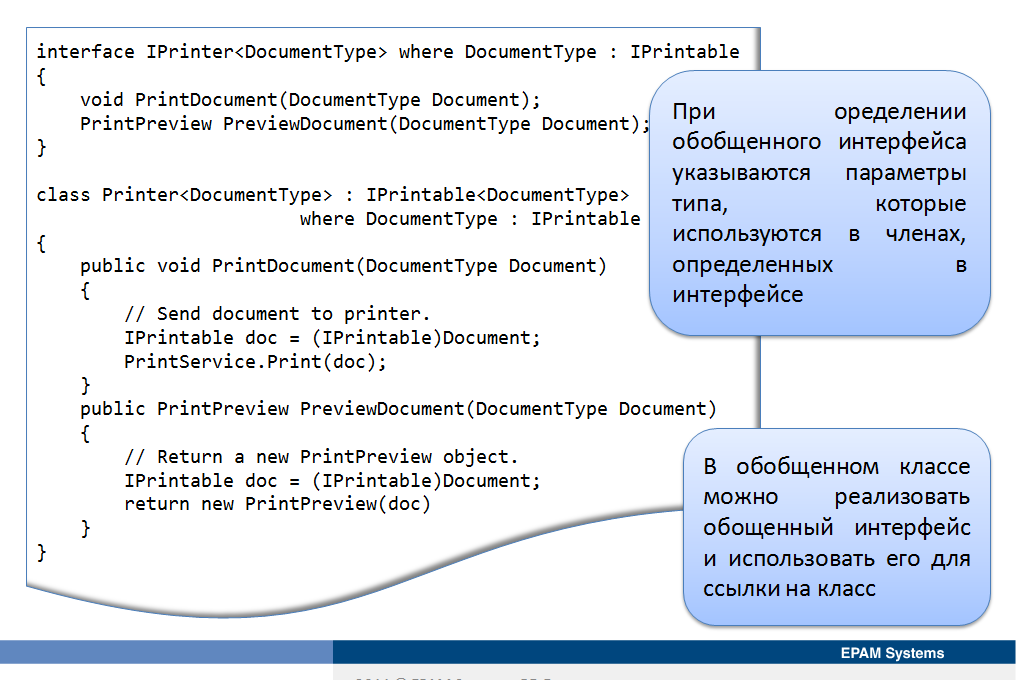 interface IPrinter<DocumentType> where DocumentType : IPrintable
{
    void PrintDocument(DocumentType Document);
    PrintPreview PreviewDocument(DocumentType Document);
}
class Printer<DocumentType> : IPrintable<DocumentType>
                        where DocumentType : IPrintable
{
    public void PrintDocument(DocumentType Document)
    {
        // Send document to printer.
        IPrintable doc = (IPrintable)Document;
        PrintService.Print(doc);
    }
    public PrintPreview PreviewDocument(DocumentType Document)
    {
        // Return a new PrintPreview object.
        IPrintable doc = (IPrintable)Document;
        return new PrintPreview(doc)
    }
}
При оределении
обобщенного интерфейса
указываются параметры
типа, которые
используются в членах,
определенных в
интерфейсе
В обобщенном классе
можно реализовать
обощенный интерфейс
и использовать его для
ссылки на класс
EPAM Systems